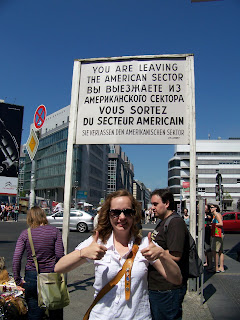 YOU ARE LEAVING
THE AMERICAN SECTOR
ВЫ ВЫЕЗЖАЕТЕ ИЗ
АМЕРИКАНСКОГО СЕКТОРА
VOUS SORTEZ
DU SECTEUR AMÉRICAIN
SIE VERLASSEN DEN AMERIKANISCHEN SEKTOR